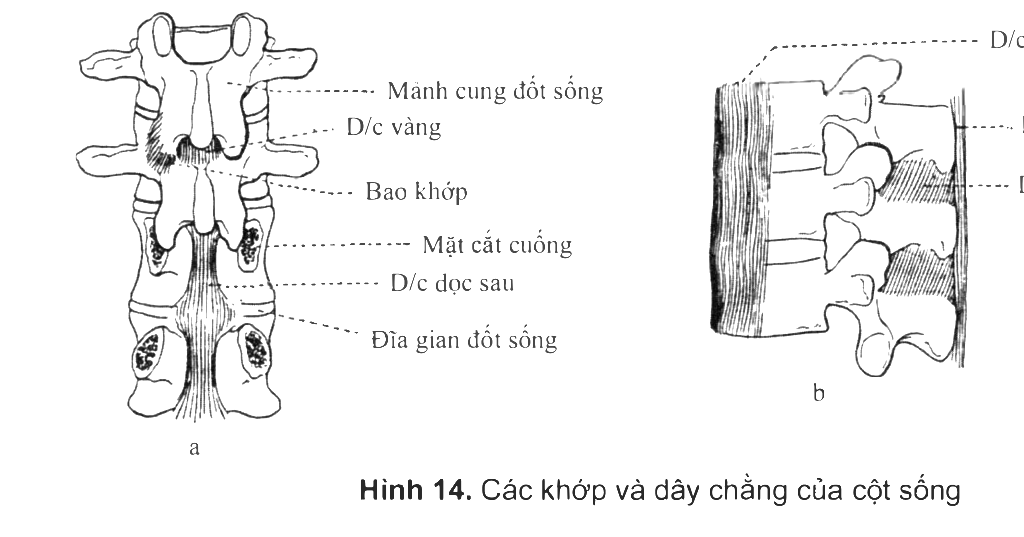 Mảnh cung đốt sống
D/c vàng
Bao khớp
Mặt cắt cuống
D/c dọc sau
Đĩa gian đốt sống
a
D/c
b
Hình 14. Các khớp và dây chằng của cột sống